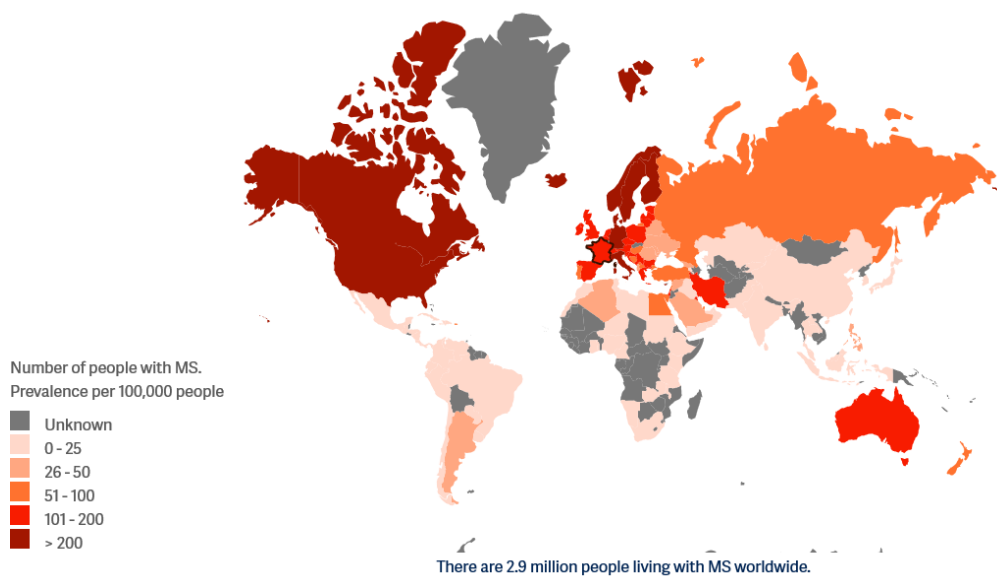 Number of people with MS.
Prevalence per 100,000 people
Unknown
0 - 25
26 - 50
51 - 100
101 - 200
> 200
There are 2.9 million people living with MS worldwide.